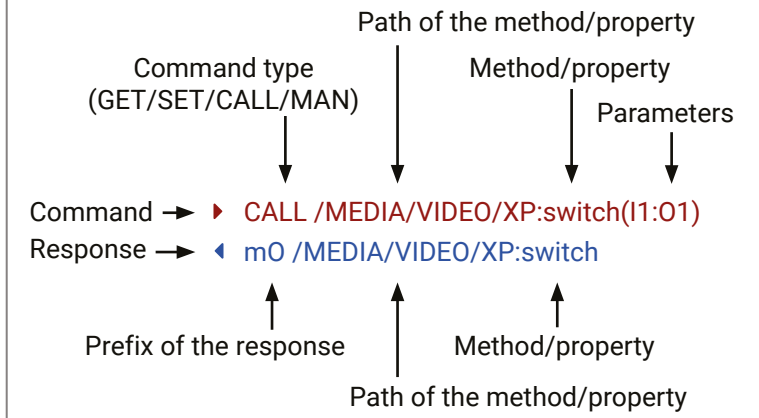 Path of the method/property
Command type
(GET/SET/CALL/MAN)
Method/property
Parameters
Command
CALL /MEDIA/VIDEO/XP:switch(I1:O1)
Response
mO /MEDIA/VIDEO/XP:switch
Prefix of the response
Method/property
Path of the method/property